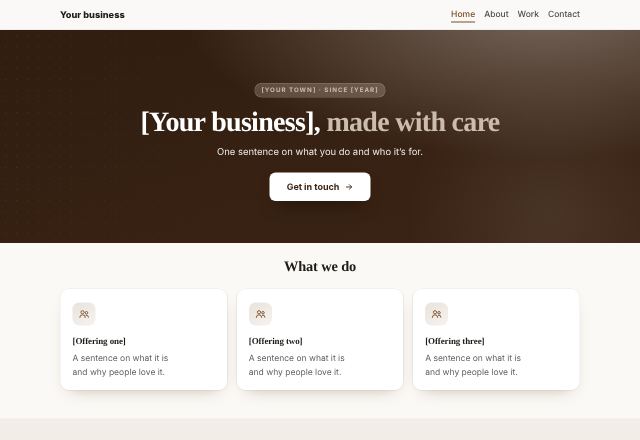 Your business
Home About Work Contact
[YOUR TOWN] · SINCE [YEAR]
[Your business], made with care
One sentence on what you do and who it's for.
Get in touch →
What we do
[Offering one]
A sentence on what it is
and why people love it.
[Offering two]
A sentence on what it is
and why people love it.
[Offering three]
A sentence on what it is
and why people love it.